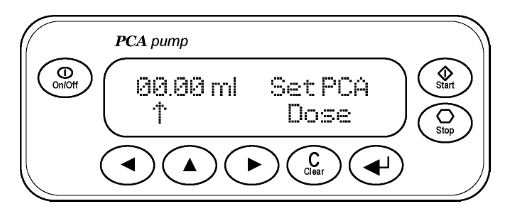 PCA pump
On/Off
00.00 ml Set PCA
↑ Dose
Start
Stop
C
Clear